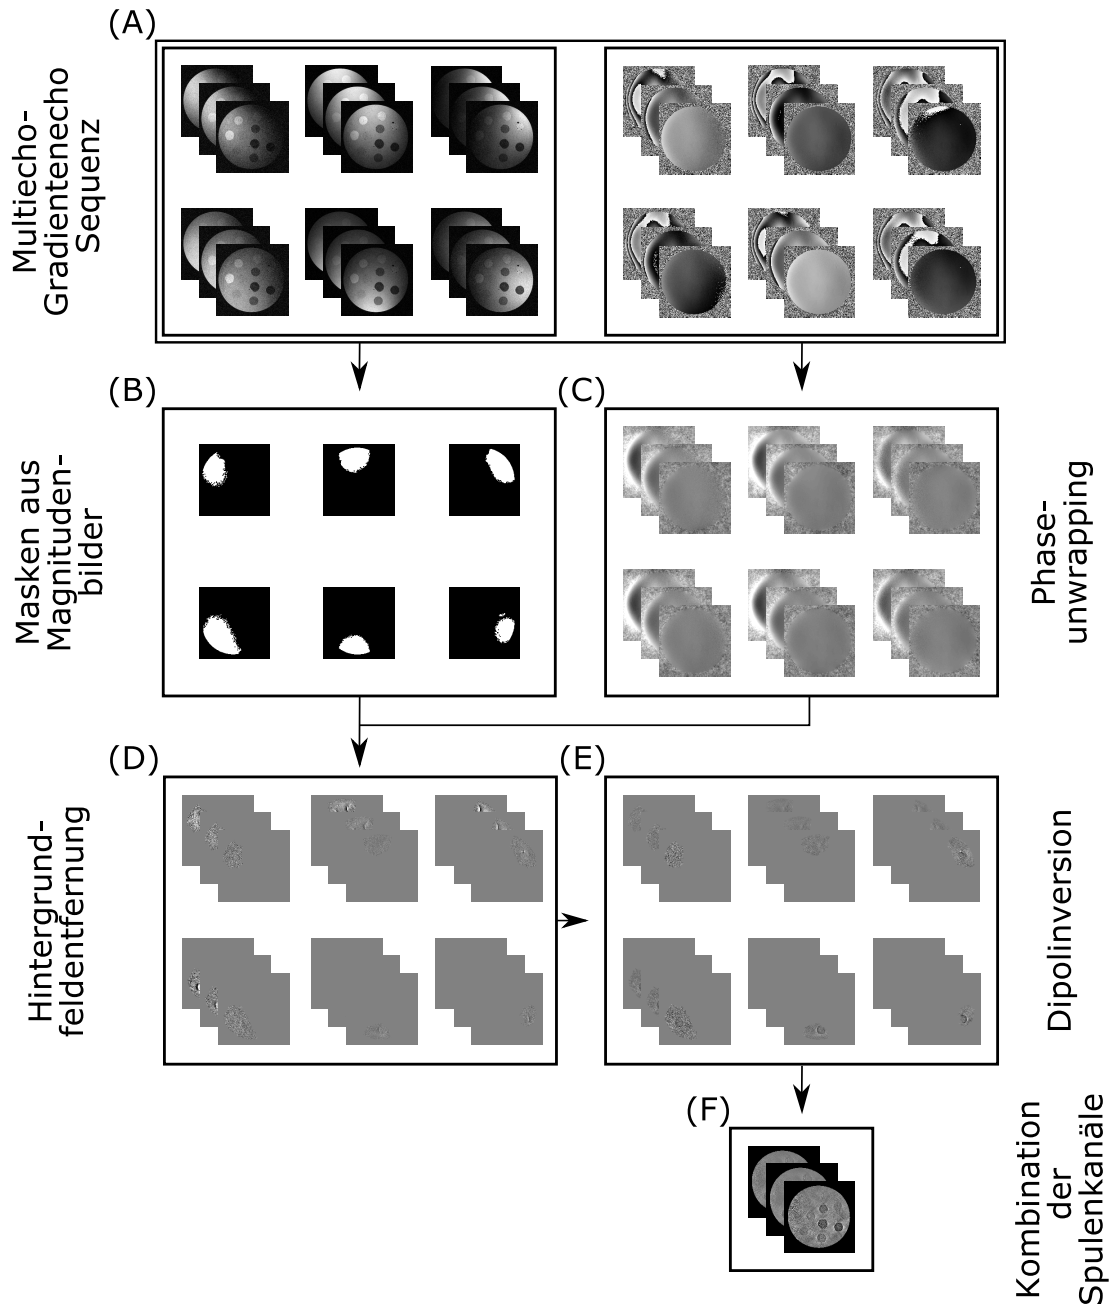 (A)
Multiecho-
Gradientenecho
Sequenz
(B)
(C)
Masken aus
Magnituden-
bilder
Phase-
unwrapping
(D)
(E)
Hintergrund-
feldentfernung
Dipolinversion
(F)
Kombination
der
Spulenkanäle